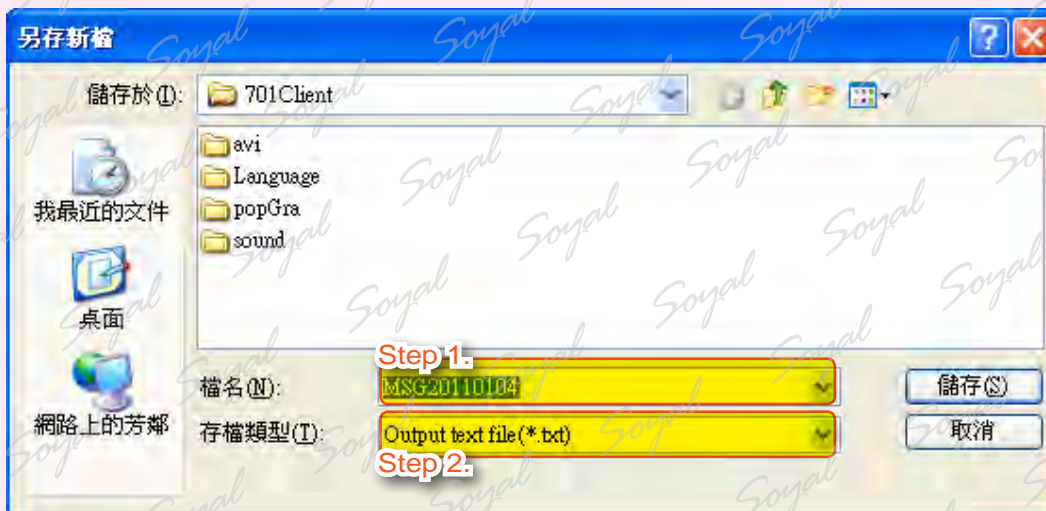 另存新檔
儲存於(I):
701Client
avi
Language
popGra
sound
我最近的文件
桌面
網路上的芳鄰
Step 1.
檔名(N):
MSG20110104
儲存(S)
存檔類型(T):
Output text file(*.txt)
取消
Step 2.
Soyal